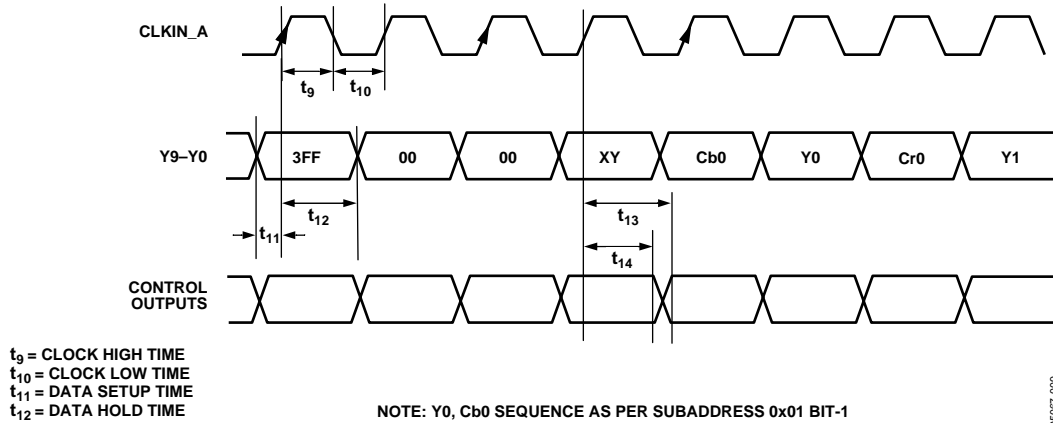 CLKIN_A
t9
t10
Y9–Y0
3FF
00
00
XY
Cb0
Y0
Cr0
Y1
t12
t13
t11
t14
CONTROL
OUTPUTS
t9 = CLOCK HIGH TIME
t10 = CLOCK LOW TIME
t11 = DATA SETUP TIME
t12 = DATA HOLD TIME
NOTE: Y0, Cb0 SEQUENCE AS PER SUBADDRESS 0x01 BIT-1